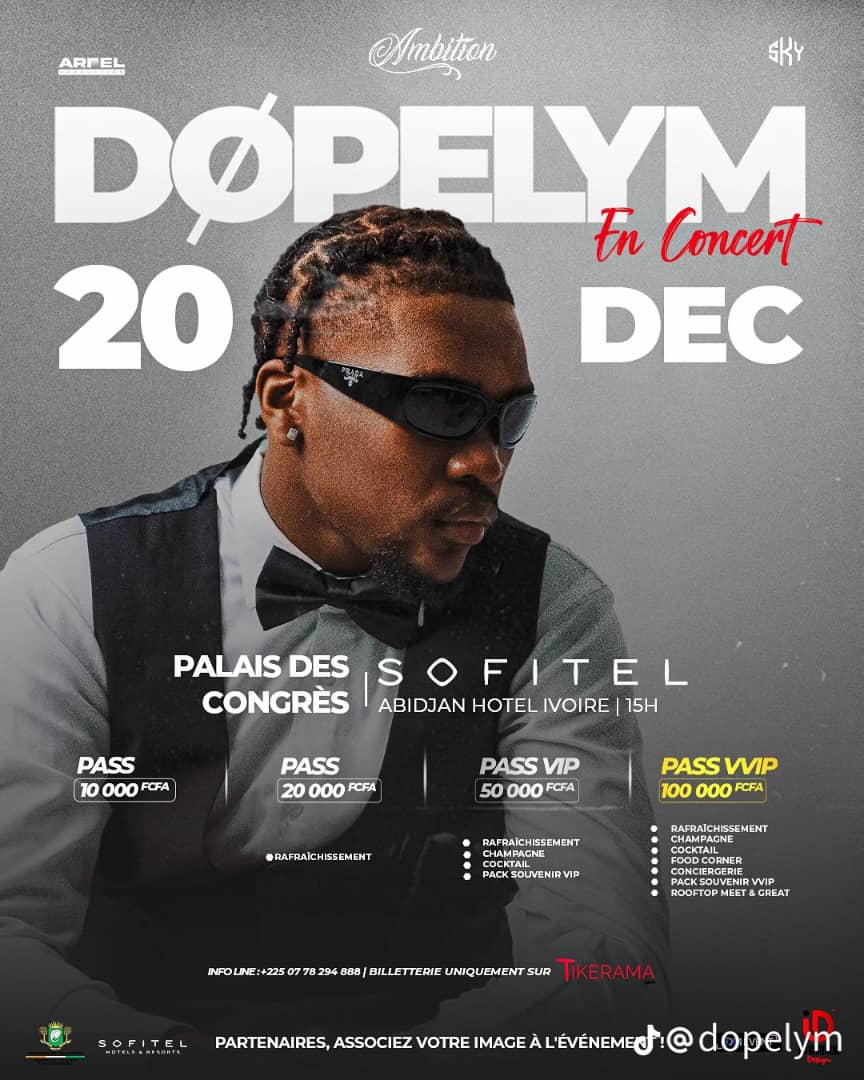 ARFEL
Ambition
SKY
DØPELYM
En Concert
20 DEC
PRADA
PALAIS DES
CONGRÈS
SOFITEL
ABIDJAN HOTEL IVOIRE | 15H
PASS
10 000 FCFA
PASS
20 000 FCFA
RAFRAÎCHISSEMENT
PASS VIP
50 000 FCFA
RAFRAÎCHISSEMENT
CHAMPAGNE
COCKTAIL
PACK SOUVENIR VIP
PASS VVIP
100 000 FCFA
RAFRAÎCHISSEMENT
CHAMPAGNE
COCKTAIL
FOOD CORNER
CONCIERGERIE
PACK SOUVENIR VVIP
ROOFTOP MEET & GREAT
INFO LINE : +225 07 78 294 888 | BILLETTERIE UNIQUEMENT SUR TIKERAMA
SOFITEL
HOTELS & RESORTS
PARTENAIRES, ASSOCIEZ VOTRE IMAGE À L'ÉVÉNEMENT !
@dopelym
iD
Design